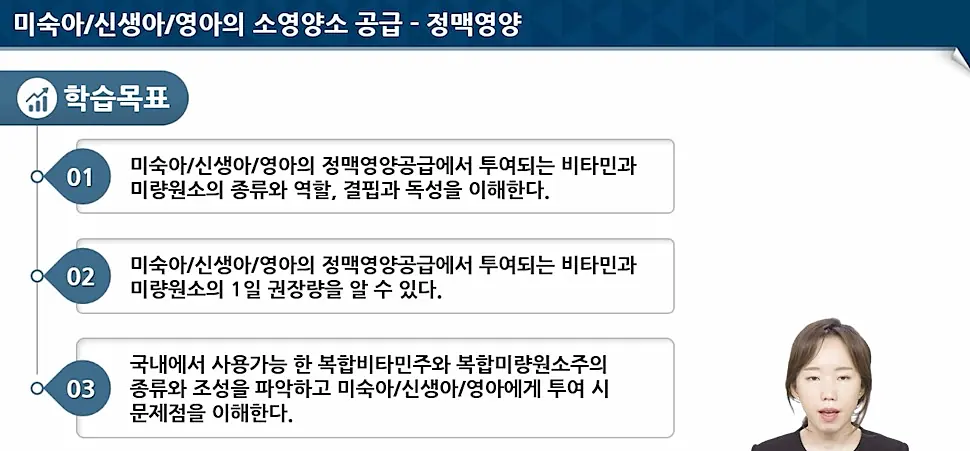 미숙아/신생아/영아의 소영양소 공급 - 정맥영양
학습목표
01
미숙아/신생아/영아의 정맥영양공급에서 투여되는 비타민과
미량원소의 종류와 역할, 결핍과 독성을 이해한다.
02
미숙아/신생아/영아의 정맥영양공급에서 투여되는 비타민과
미량원소의 1일 권장량을 알 수 있다.
03
국내에서 사용가능 한 복합비타민주와 복합미량원소주의
종류와 조성을 파악하고 미숙아/신생아/영아에게 투여 시
문제점을 이해한다.